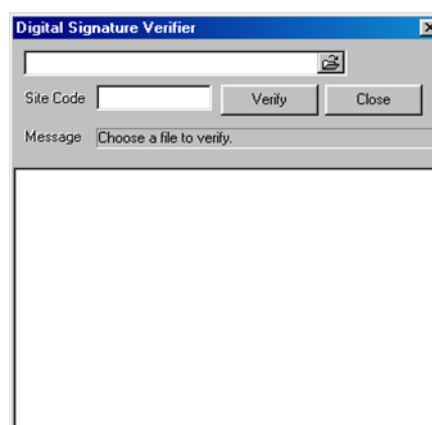 Digital Signature Verifier
Site Code Verify Close
Message Choose a file to verify.